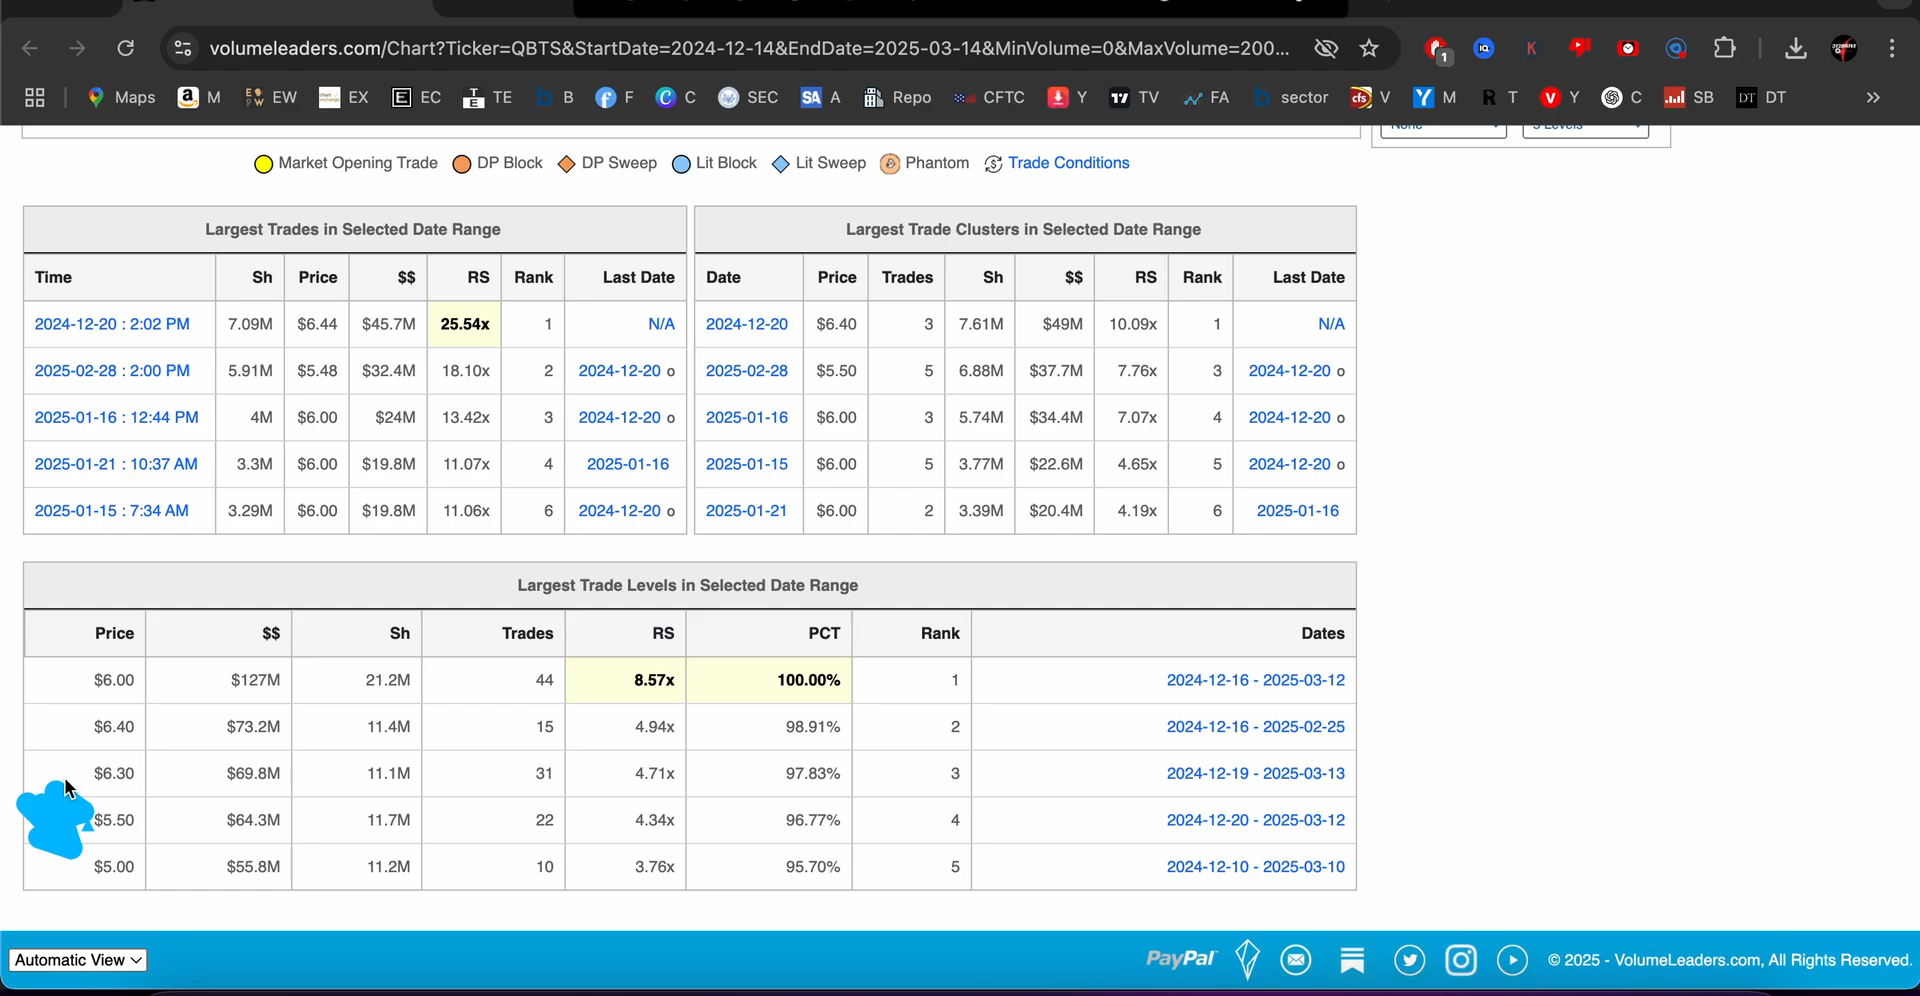 volumeleaders.com/Chart?Ticker=QBTS&StartDate=2024-12-14&EndDate=2025-03-14&MinVolume=0&MaxVolume=200...
1
Maps M EW EX EC TE B F C SEC A Repo CFTC Y TV FA sector V M T Y C SB DT
Market Opening Trade DP Block DP Sweep Lit Block Lit Sweep Phantom Trade Conditions
Largest Trades in Selected Date Range
Time Sh Price $$ RS Rank Last Date
2024-12-20 : 2:02 PM 7.09M $6.44 $45.7M 25.54x 1 N/A
2025-02-28 : 2:00 PM 5.91M $5.48 $32.4M 18.10x 2 2024-12-20 o
2025-01-16 : 12:44 PM 4M $6.00 $24M 13.42x 3 2024-12-20 o
2025-01-21 : 10:37 AM 3.3M $6.00 $19.8M 11.07x 4 2025-01-16
2025-01-15 : 7:34 AM 3.29M $6.00 $19.8M 11.06x 6 2024-12-20 o
Largest Trade Clusters in Selected Date Range
Date Price Trades Sh $$ RS Rank Last Date
2024-12-20 $6.40 3 7.61M $49M 10.09x 1 N/A
2025-02-28 $5.50 5 6.88M $37.7M 7.76x 3 2024-12-20 o
2025-01-16 $6.00 3 5.74M $34.4M 7.07x 4 2024-12-20 o
2025-01-15 $6.00 5 3.77M $22.6M 4.65x 5 2024-12-20 o
2025-01-21 $6.00 2 3.39M $20.4M 4.19x 6 2025-01-16
Largest Trade Levels in Selected Date Range
Price $$ Sh Trades RS PCT Rank Dates
$6.00 $127M 21.2M 44 8.57x 100.00% 1 2024-12-16 - 2025-03-12
$6.40 $73.2M 11.4M 15 4.94x 98.91% 2 2024-12-16 - 2025-02-25
$6.30 $69.8M 11.1M 31 4.71x 97.83% 3 2024-12-19 - 2025-03-13
$5.50 $64.3M 11.7M 22 4.34x 96.77% 4 2024-12-20 - 2025-03-12
$5.00 $55.8M 11.2M 10 3.76x 95.70% 5 2024-12-10 - 2025-03-10
Automatic View PayPal © 2025 - VolumeLeaders.com, All Rights Reserved.